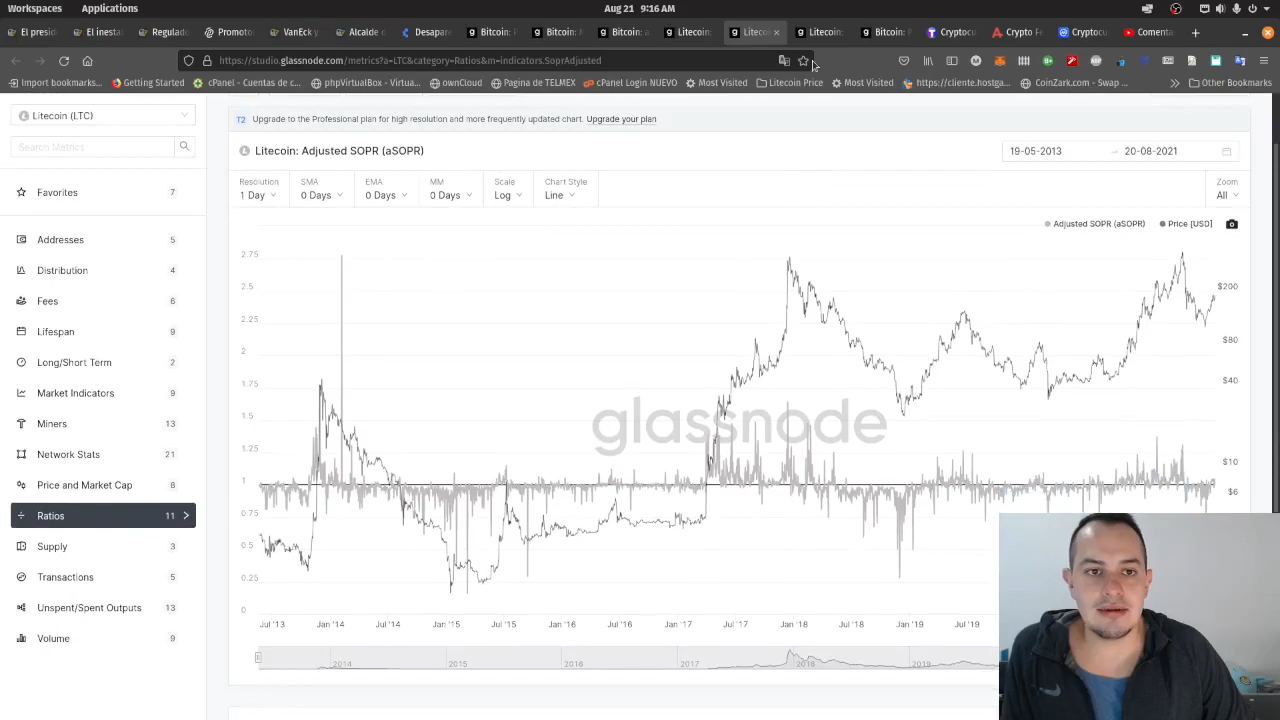 Workspaces Applications Aug 21 9:16 AM
El presid El inestal Regulado Promotor VanEck y Alcalde d Desapare Bitcoin: Bitcoin: Bitcoin: a Litecoin: Litecoi Litecoin: Bitcoin: P Cryptocu Crypto Fe Cryptocu Comenta
https://studio.glassnode.com/metrics?a=LTC&category=Ratios&m=indicators.SoprAdjusted
Import bookmarks... Getting Started cPanel - Cuentas de c... phpVirtualBox - Virtua... ownCloud Pagina de TELMEX cPanel Login NUEVO Most Visited Litecoin Price Most Visited https://cliente.hostga... CoinZark.com - Swap ... Other Bookmarks
Litecoin (LTC)
Search Metrics
Favorites 7
Addresses 5
Distribution 4
Fees 6
Lifespan 9
Long/Short Term 2
Market Indicators 9
Miners 13
Network Stats 21
Price and Market Cap 8
Ratios 11
Supply 3
Transactions 5
Unspent/Spent Outputs 13
Volume 9
T2 Upgrade to the Professional plan for high resolution and more frequently updated chart. Upgrade your plan
Litecoin: Adjusted SOPR (aSOPR)
19-05-2013 → 20-08-2021
Resolution SMA EMA MM Scale Chart Style Zoom
1 Day 0 Days 0 Days 0 Days Log Line All
Adjusted SOPR (aSOPR) Price [USD]
2.75
2.5
2.25
2
1.75
1.5
1.25
1
0.75
0.5
0.25
0
$200
$80
$40
$10
$6
glassnode
Jul '13 Jan '14 Jul '14 Jan '15 Jul '15 Jan '16 Jul '16 Jan '17 Jul '17 Jan '18 Jul '18 Jan '19 Jul '19
2014 2015 2016 2017 2018 2019